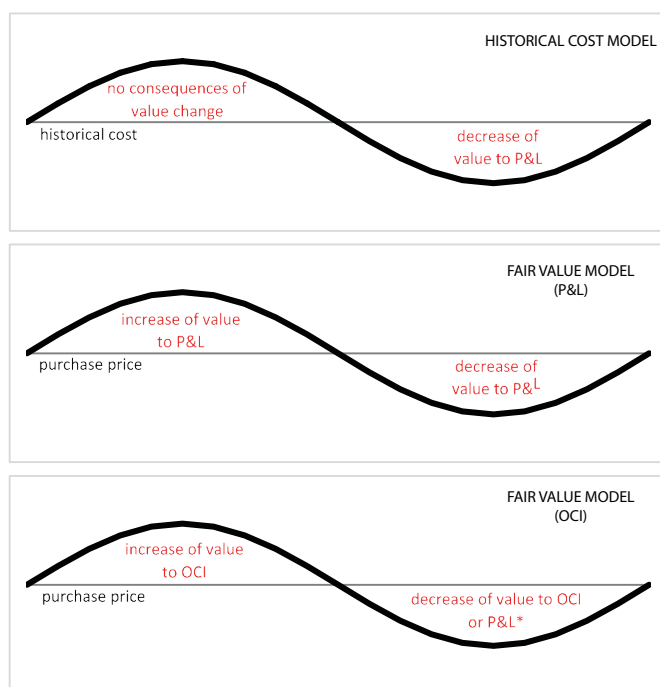 HISTORICAL COST MODEL
no consequences of
value change
historical cost
decrease of
value to P&L
FAIR VALUE MODEL
(P&L)
increase of value
to P&L
purchase price
decrease of
value to P&L
FAIR VALUE MODEL
(OCI)
increase of value
to OCI
purchase price
decrease of value to OCI
or P&L*